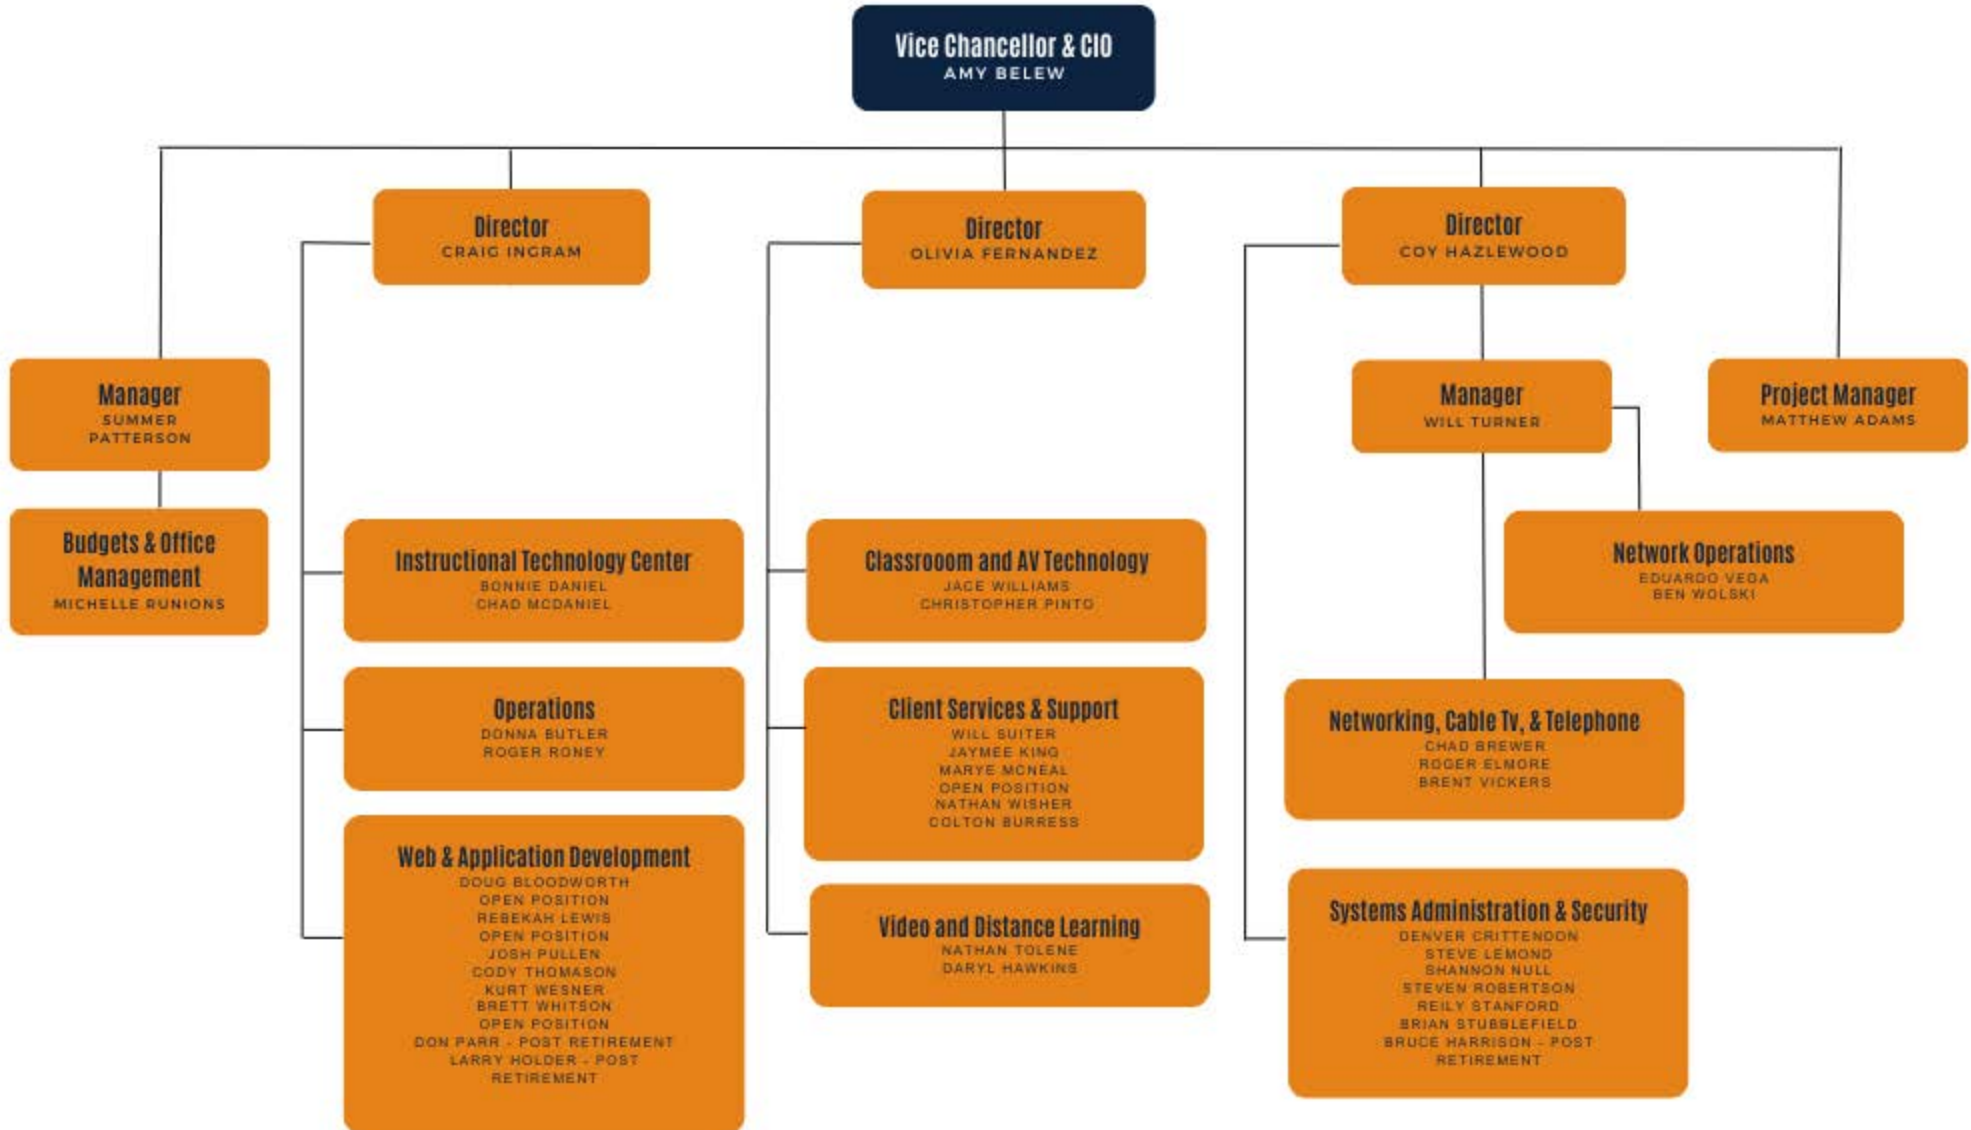 Vice Chancellor & CIO
AMY BELEW
Director
CRAIG INGRAM
Director
OLIVIA FERNANDEZ
Director
COY HAZLEWOOD
Manager
SUMMER
PATTERSON
Manager
WILL TURNER
Project Manager
MATTHEW ADAMS
Budgets & Office
Management
MICHELLE RUNIONS
Instructional Technology Center
BONNIE DANIEL
CHAD MCDANIEL
Classrooom and AV Technology
JACE WILLIAMS
CHRISTOPHER PINTO
Network Operations
EDUARDO VEGA
BEN WOLSKI
Operations
DONNA BUTLER
ROGER RONEY
Client Services & Support
WILL SUITER
JAYMEE KING
MARYE MCNEAL
OPEN POSITION
NATHAN WISHER
COLTON BURRESS
Networking, Cable Tv, & Telephone
CHAD BREWER
ROGER ELMORE
BRENT VICKERS
Web & Application Development
DOUG BLOODWORTH
OPEN POSITION
REBEKAH LEWIS
OPEN POSITION
JOSH PULLEN
CODY THOMASON
KURT WESNER
BRETT WHITSON
OPEN POSITION
DON PARR - POST RETIREMENT
LARRY HOLDER - POST
RETIREMENT
Video and Distance Learning
NATHAN TOLENE
DARYL HAWKINS
Systems Administration & Security
DENVER CRITTENDON
STEVE LEMOND
SHANNON NULL
STEVEN ROBERTSON
REILY STANFORD
BRIAN STUBBLEFIELD
BRUCE HARRISON - POST
RETIREMENT